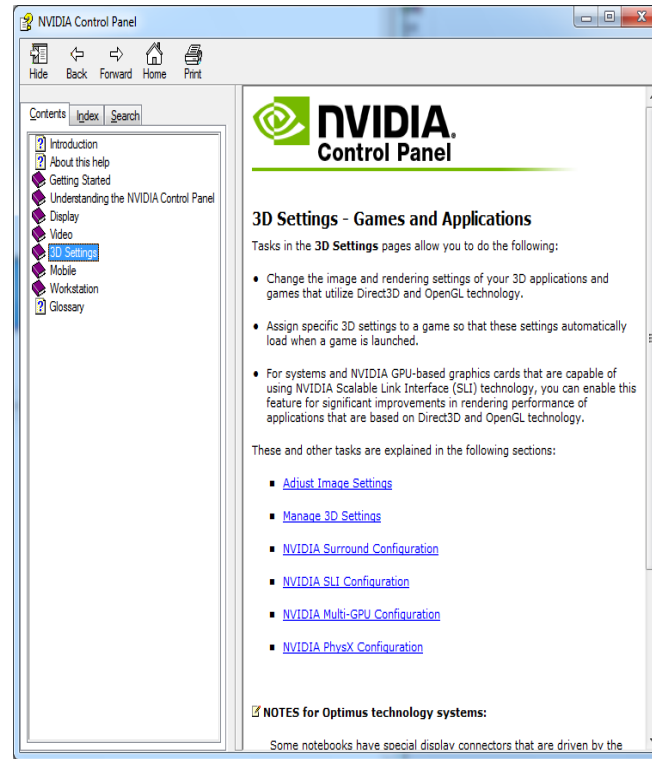 NVIDIA Control Panel
Hide Back Forward Home Print
Contents Index Search
Introduction
About this help
Getting Started
Understanding the NVIDIA Control Panel
Display
Video
3D Settings
Mobile
Workstation
Glossary
NVIDIA.
Control Panel
3D Settings - Games and Applications
Tasks in the 3D Settings pages allow you to do the following:
• Change the image and rendering settings of your 3D applications and
games that utilize Direct3D and OpenGL technology.
• Assign specific 3D settings to a game so that these settings automatically
load when a game is launched.
• For systems and NVIDIA GPU-based graphics cards that are capable of
using NVIDIA Scalable Link Interface (SLI) technology, you can enable this
feature for significant improvements in rendering performance of
applications that are based on Direct3D and OpenGL technology.
These and other tasks are explained in the following sections:
▪ Adjust Image Settings
▪ Manage 3D Settings
▪ NVIDIA Surround Configuration
▪ NVIDIA SLI Configuration
▪ NVIDIA Multi-GPU Configuration
▪ NVIDIA PhysX Configuration
NOTES for Optimus technology systems:
Some notebooks have special display connectors that are driven by the